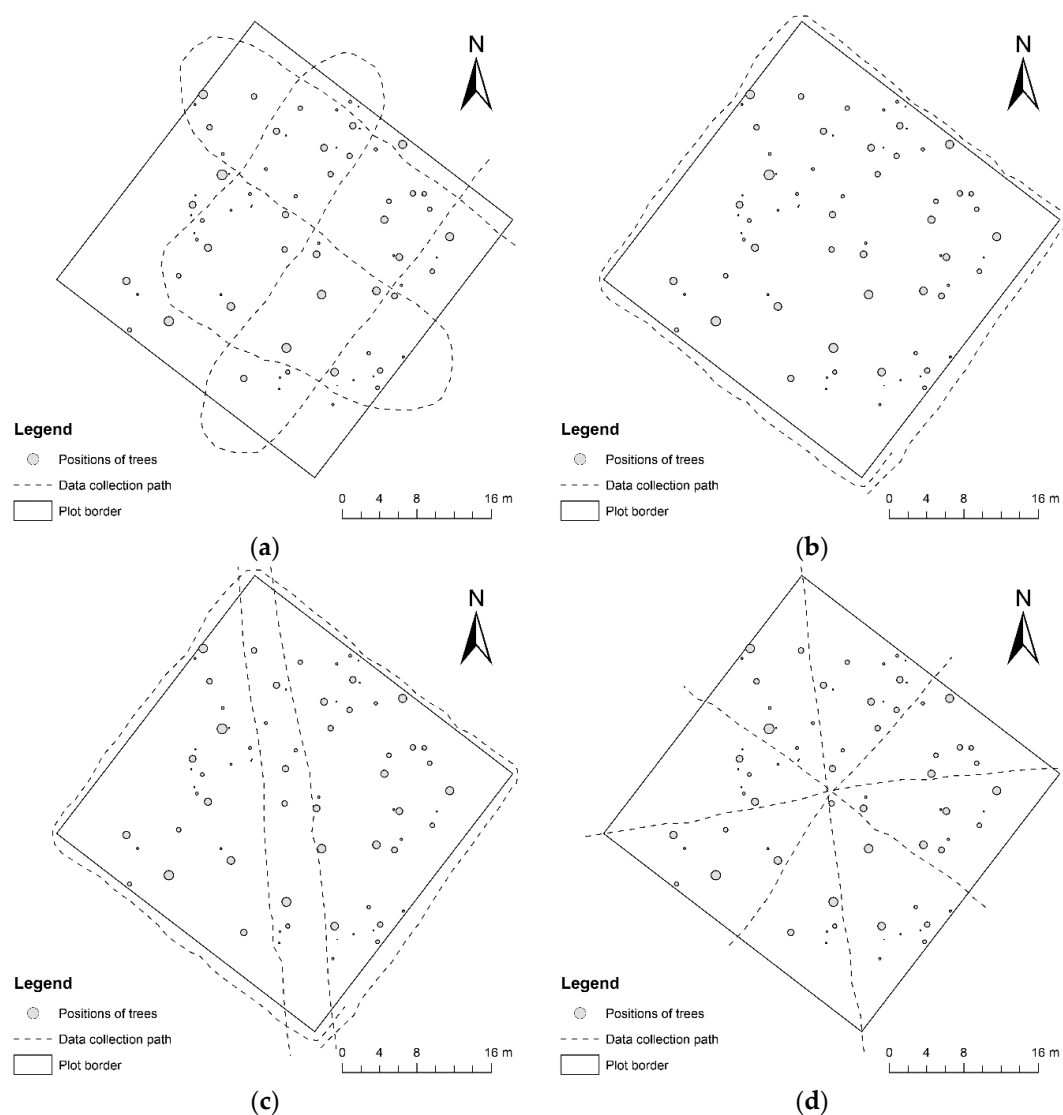 N
Legend
Positions of trees
Data collection path
Plot border
0 4 8 16 m
(a)
N
Legend
Positions of trees
Data collection path
Plot border
0 4 8 16 m
(b)
N
Legend
Positions of trees
Data collection path
Plot border
0 4 8 16 m
(c)
N
Legend
Positions of trees
Data collection path
Plot border
0 4 8 16 m
(d)